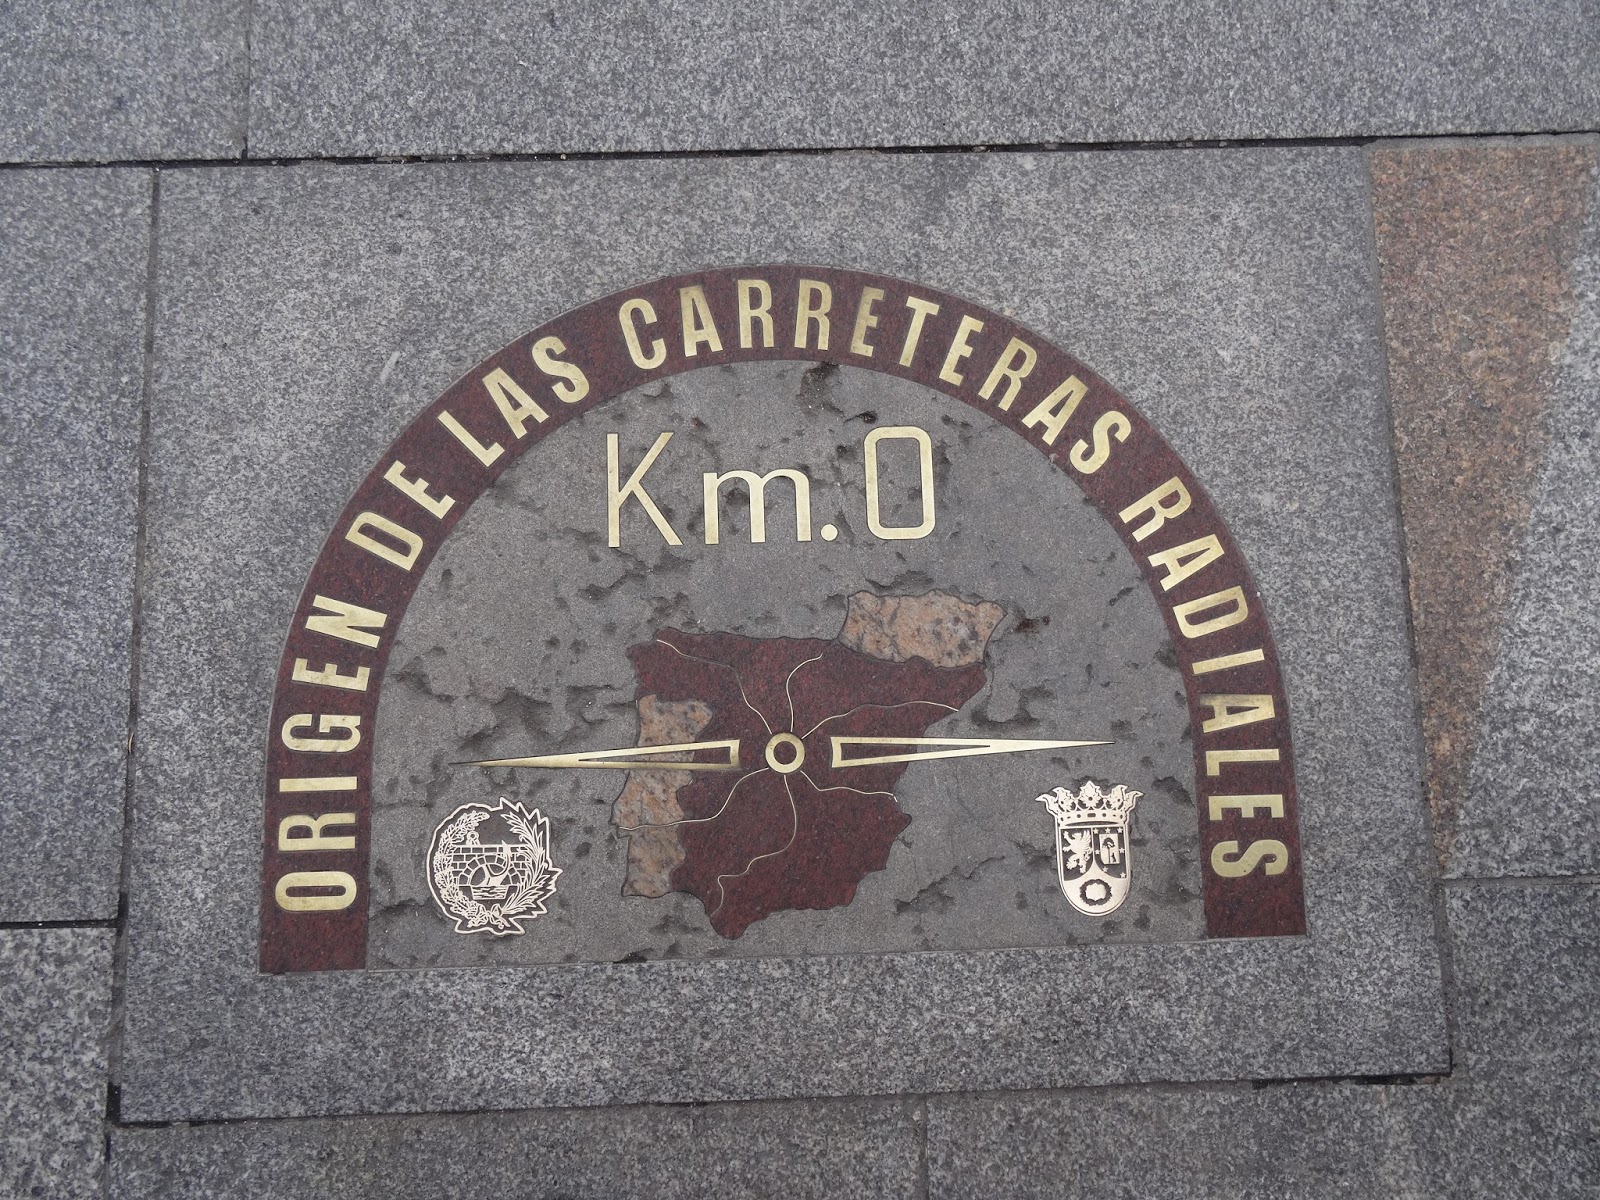 ORIGEN DE LAS CARRETERAS RADIALES
Km.0